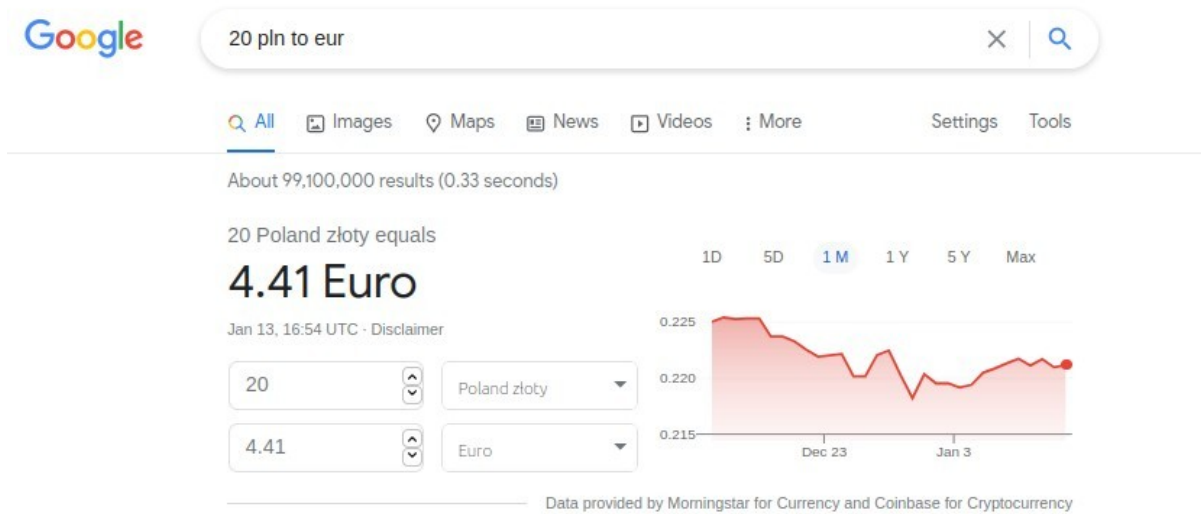 Google
20 pln to eur
All Images Maps News Videos More Settings Tools
About 99,100,000 results (0.33 seconds)
20 Poland złoty equals
4.41 Euro
Jan 13, 16:54 UTC · Disclaimer
20 Poland złoty
4.41 Euro
1D 5D 1 M 1 Y 5 Y Max
0.225
0.220
0.215
Dec 23 Jan 3
Data provided by Morningstar for Currency and Coinbase for Cryptocurrency